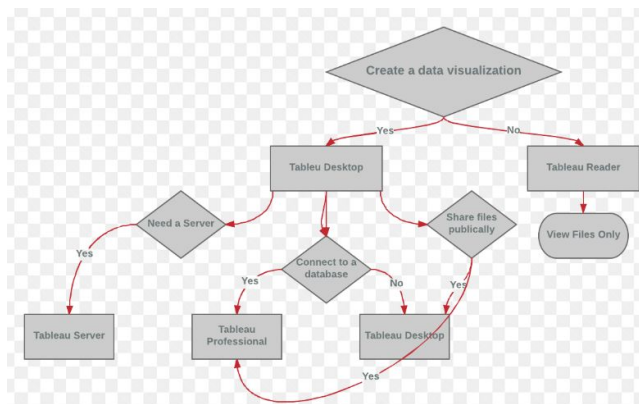 Create a data visualization
Yes
No
Tableu Desktop
Tableau Reader
Need a Server
Share files
publically
View Files Only
Yes
Connect to a
database
Yes
No
Yes
Tableau Server
Tableau
Professional
Tableau Desktop
Yes